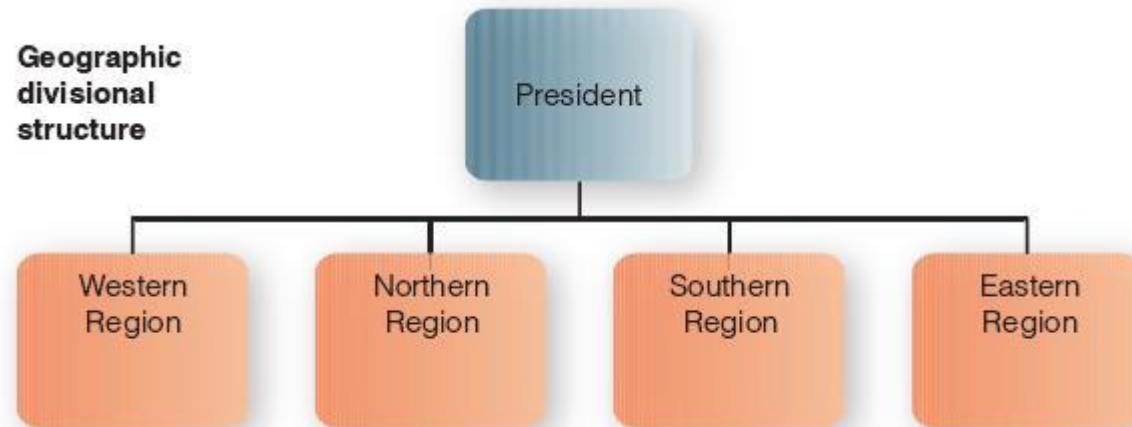 Geographic
divisional
structure
President
Western
Region
Northern
Region
Southern
Region
Eastern
Region